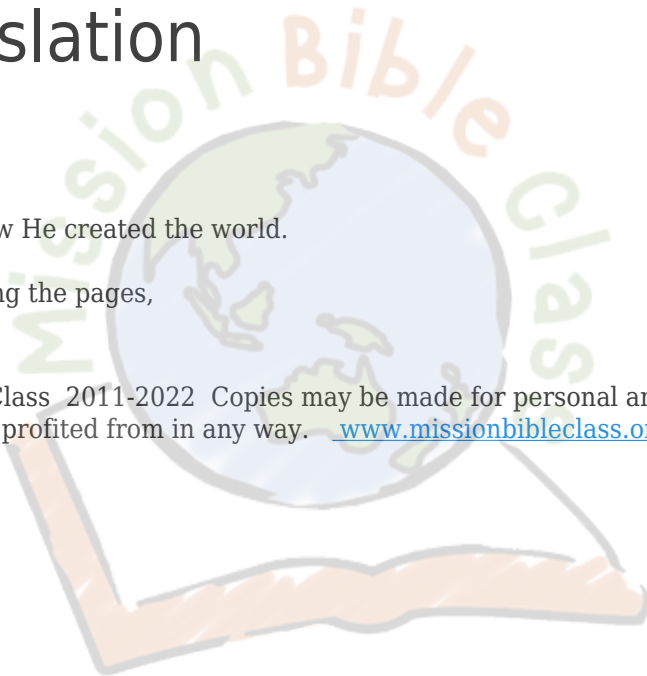 slation
Mission Bible Class
w He created the world.
ng the pages,
Class 2011-2022 Copies may be made for personal an
profited from in any way. www.missionbibleclass.or